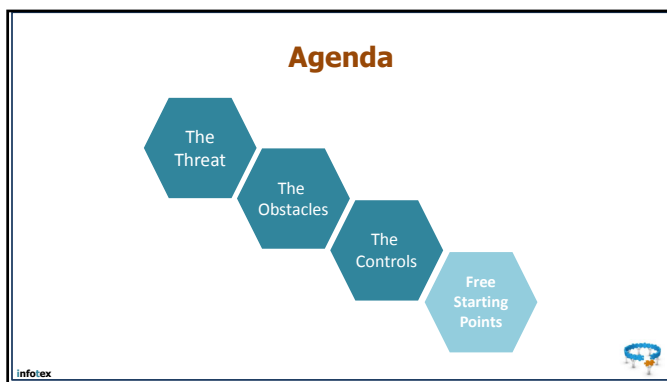 Agenda
The
Threat
The
Obstacles
The
Controls
Free
Starting
Points
infotex